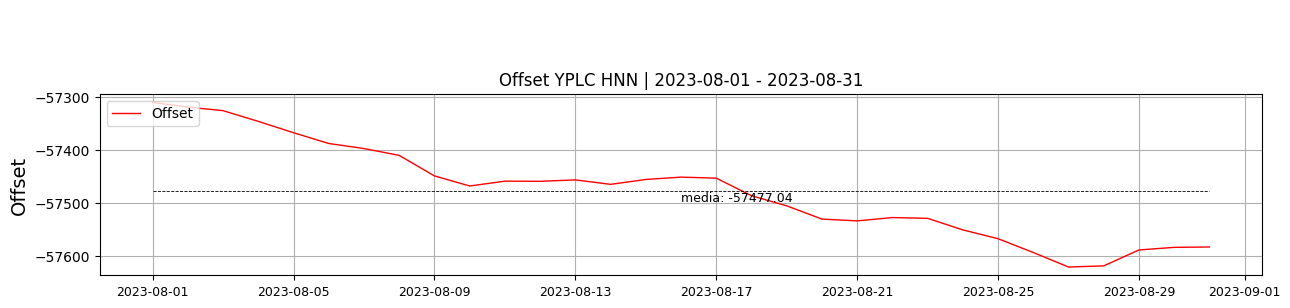 Offset YPLC HNN | 2023-08-01 - 2023-08-31
Offset
−57300
−57400
−57500
−57600
Offset
media: -57477.04
2023-08-01 2023-08-05 2023-08-09 2023-08-13 2023-08-17 2023-08-21 2023-08-25 2023-08-29 2023-09-01